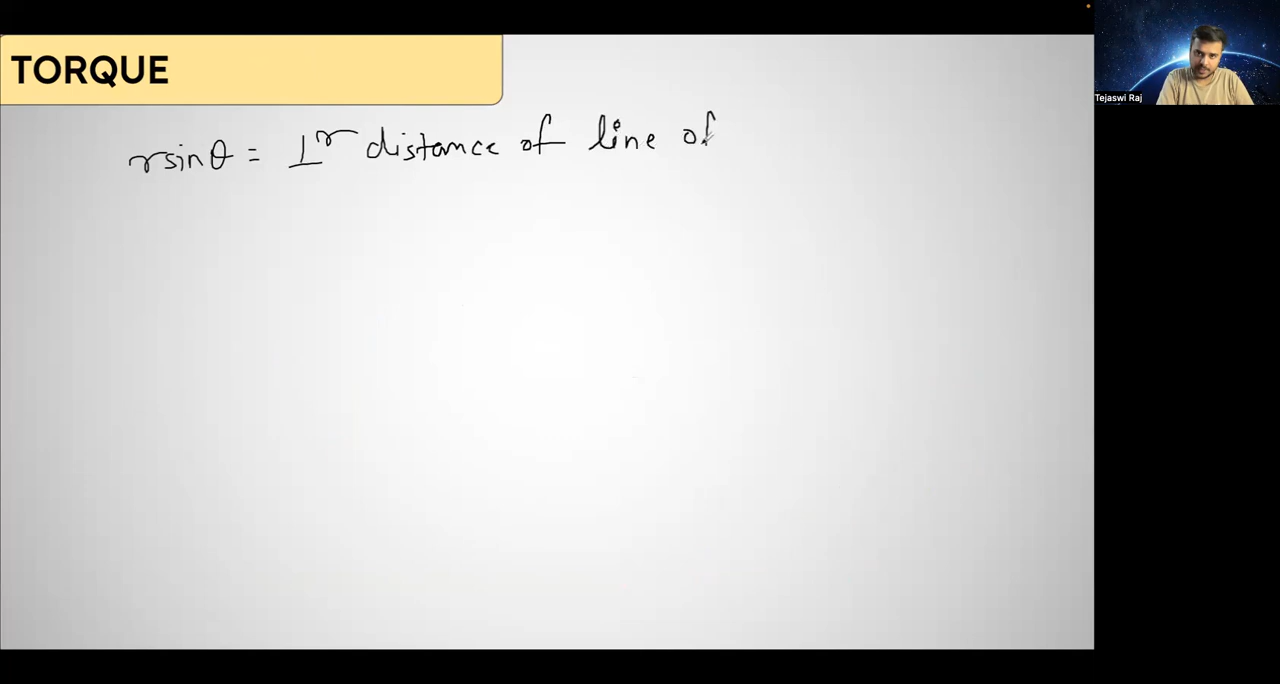 TORQUE
rsinθ = ⊥r distance of line of
Tejaswi Raj